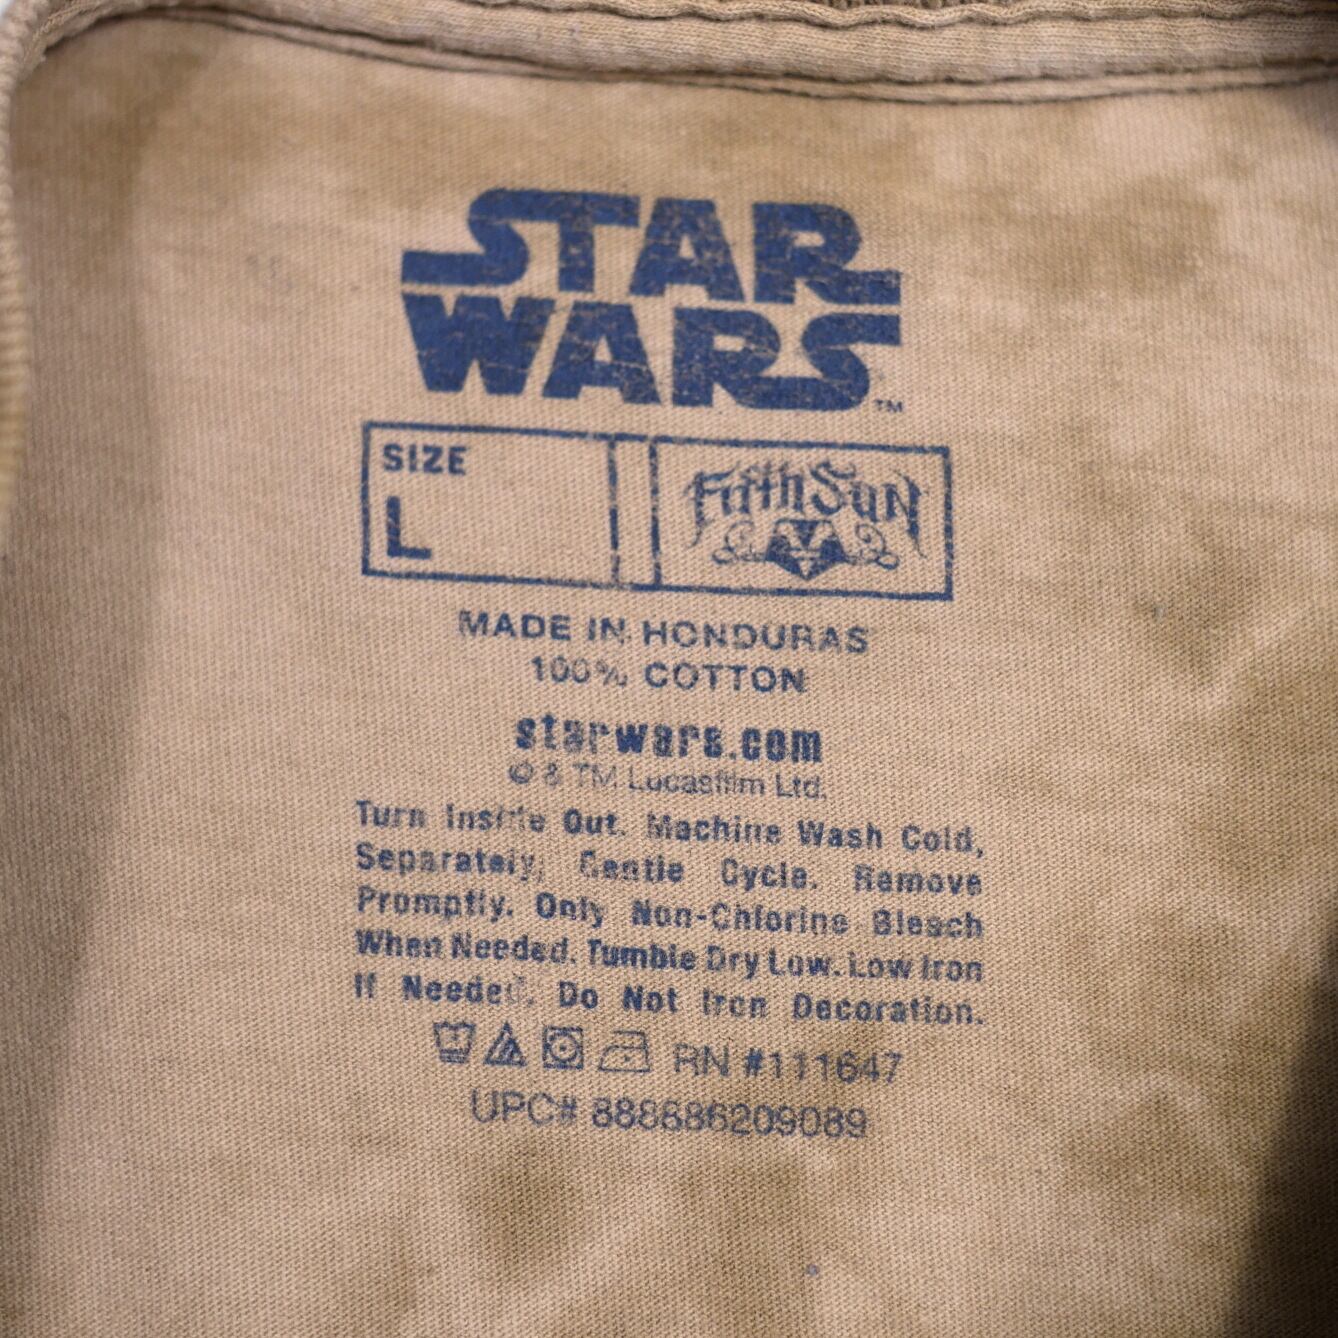 STAR
WARS™
SIZE
L
Fifth Sun
MADE IN HONDURAS
100% COTTON
starwars.com
© & TM Lucasfilm Ltd.
Turn Inside Out. Machine Wash Cold,
Separately, Gentle Cycle. Remove
Promptly. Only Non-Chlorine Bleach
When Needed. Tumble Dry Low. Low Iron
If Needed. Do Not Iron Decoration.
RN #111647
UPC# 888686209089